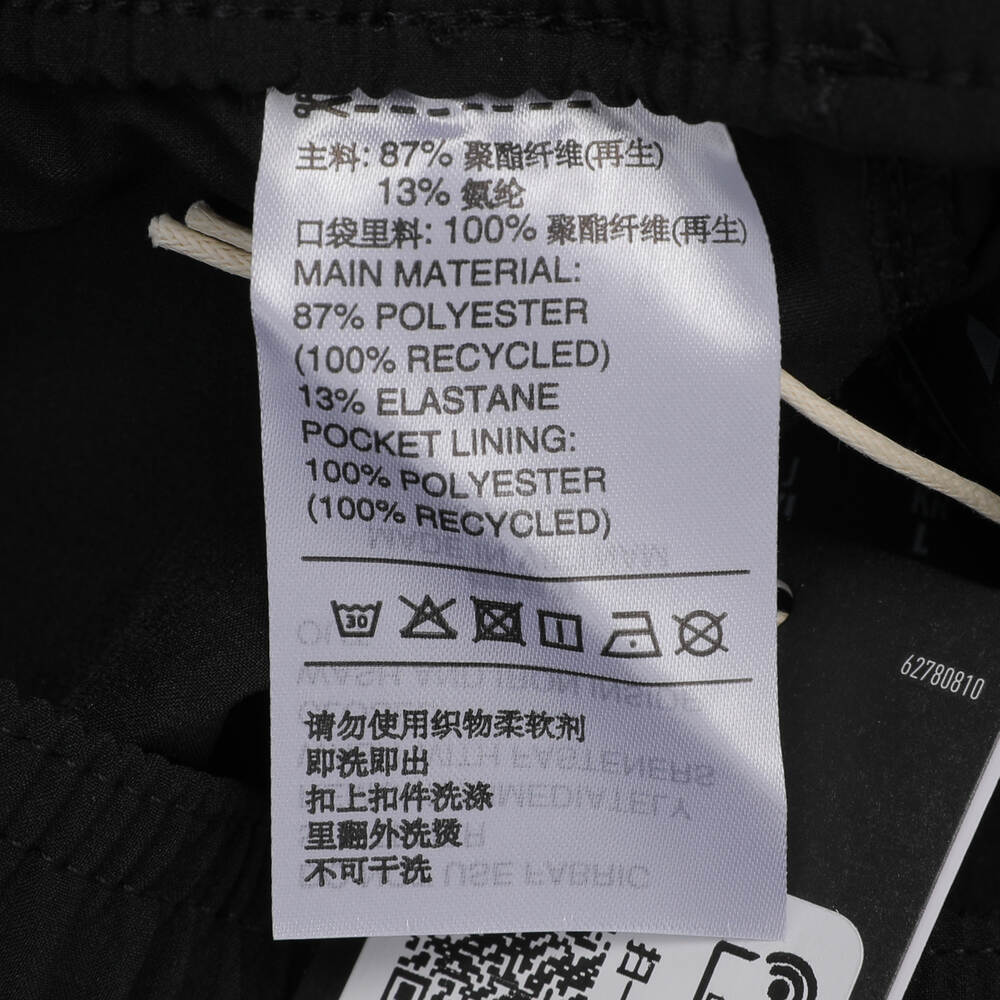 主料: 87% 聚酯纤维(再生)
13% 氨纶
口袋里料: 100% 聚酯纤维(再生)
MAIN MATERIAL:
87% POLYESTER
(100% RECYCLED)
13% ELASTANE
POCKET LINING:
100% POLYESTER
(100% RECYCLED)
30
请勿使用织物柔软剂
即洗即出
扣上扣件洗涤
里翻外洗烫
不可干洗
62780810
扫一